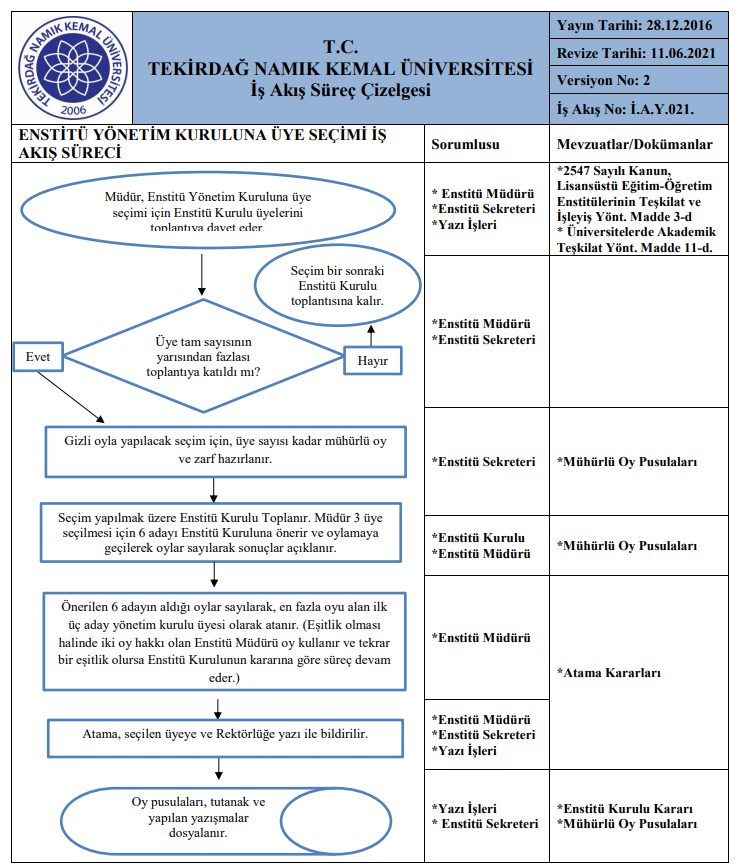 TEKİRDAĞ NAMIK KEMAL ÜNİVERSİTESİ
2006
T.C.
TEKİRDAĞ NAMIK KEMAL ÜNİVERSİTESİ
İş Akış Süreç Çizelgesi
Yayın Tarihi: 28.12.2016
Revize Tarihi: 11.06.2021
Versiyon No: 2
İş Akış No: İ.A.Y.021.
ENSTİTÜ YÖNETİM KURULUNA ÜYE SEÇİMİ İŞ
AKIŞ SÜRECİ
Sorumlusu
Mevzuatlar/Dokümanlar
Müdür, Enstitü Yönetim Kuruluna üye
seçimi için Enstitü Kurulu üyelerini
toplantıya davet eder.
* Enstitü Müdürü
*Enstitü Sekreteri
*Yazı İşleri
*2547 Sayılı Kanun,
Lisansüstü Eğitim-Öğretim
Enstitülerinin Teşkilat ve
İşleyiş Yönt. Madde 3-d
* Üniversitelerde Akademik
Teşkilat Yönt. Madde 11-d.
Seçim bir sonraki
Enstitü Kurulu
toplantısına kalır.
Üye tam sayısının
yarısından fazlası
toplantıya katıldı mı?
Evet
Hayır
*Enstitü Müdürü
*Enstitü Sekreteri
Gizli oyla yapılacak seçim için, üye sayısı kadar mühürlü oy
ve zarf hazırlanır.
*Enstitü Sekreteri
*Mühürlü Oy Pusulaları
Seçim yapılmak üzere Enstitü Kurulu Toplanır. Müdür 3 üye
seçilmesi için 6 adayı Enstitü Kuruluna önerir ve oylamaya
geçilerek oylar sayılarak sonuçlar açıklanır.
*Enstitü Kurulu
*Enstitü Müdürü
*Mühürlü Oy Pusulaları
Önerilen 6 adayın aldığı oylar sayılarak, en fazla oyu alan ilk
üç aday yönetim kurulu üyesi olarak atanır. (Eşitlik olması
halinde iki oy hakkı olan Enstitü Müdürü oy kullanır ve tekrar
bir eşitlik olursa Enstitü Kurulunun kararına göre süreç devam
eder.)
*Enstitü Müdürü
*Atama Kararları
Atama, seçilen üyeye ve Rektörlüğe yazı ile bildirilir.
*Enstitü Müdürü
*Enstitü Sekreteri
*Yazı İşleri
Oy pusulaları, tutanak ve
yapılan yazışmalar
dosyalanır.
*Yazı İşleri
* Enstitü Sekreteri
*Enstitü Kurulu Kararı
*Mühürlü Oy Pusulaları